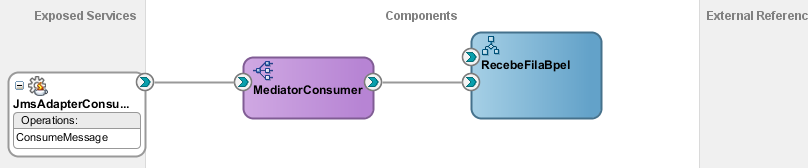 Exposed Services
Components
External Referenc
JmsAdapterConsu...
Operations:
ConsumeMessage
MediatorConsumer
RecebeFilaBpel